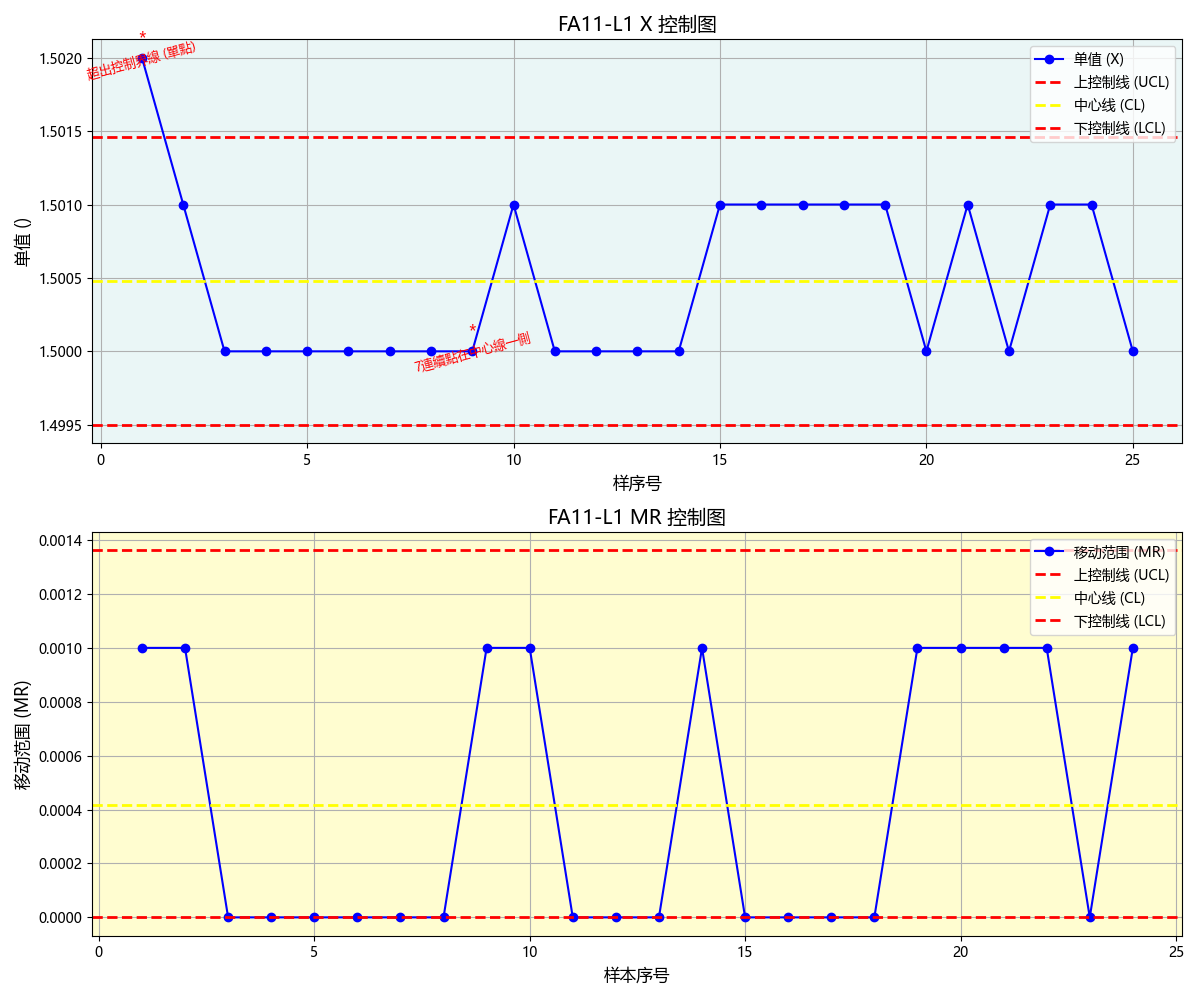 FA11-L1 X 控制图
*
超出控制界線 (單點)
单值 (X)
上控制线 (UCL)
中心线 (CL)
下控制线 (LCL)
1.5020
1.5015
1.5010
1.5005
1.5000
1.4995
单值 ()
*
7連續點在中心線一側
0 5 10 15 20 25
样序号
FA11-L1 MR 控制图
移动范围 (MR)
上控制线 (UCL)
中心线 (CL)
下控制线 (LCL)
0.0014
0.0012
0.0010
0.0008
0.0006
0.0004
0.0002
0.0000
移动范围 (MR)
0 5 10 15 20 25
样本序号